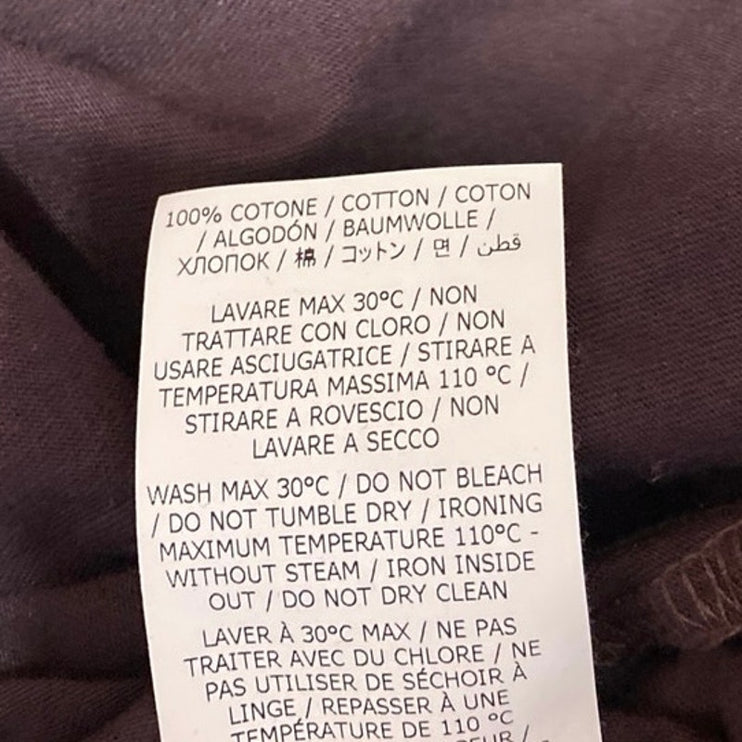 100% COTONE / COTTON / COTON
/ ALGODÓN / BAUMWOLLE /
ХЛОПОК / 棉 / コットン / 면 / قطن
LAVARE MAX 30°C / NON
TRATTARE CON CLORO / NON
USARE ASCIUGATRICE / STIRARE A
TEMPERATURA MASSIMA 110 °C /
STIRARE A ROVESCIO / NON
LAVARE A SECCO
WASH MAX 30°C / DO NOT BLEACH
/ DO NOT TUMBLE DRY / IRONING
MAXIMUM TEMPERATURE 110°C -
WITHOUT STEAM / IRON INSIDE
OUT / DO NOT DRY CLEAN
LAVER À 30°C MAX / NE PAS
TRAITER AVEC DU CHLORE / NE
PAS UTILISER DE SÉCHOIR À
LINGE / REPASSER À UNE
TEMPÉRATURE DE 110 °C